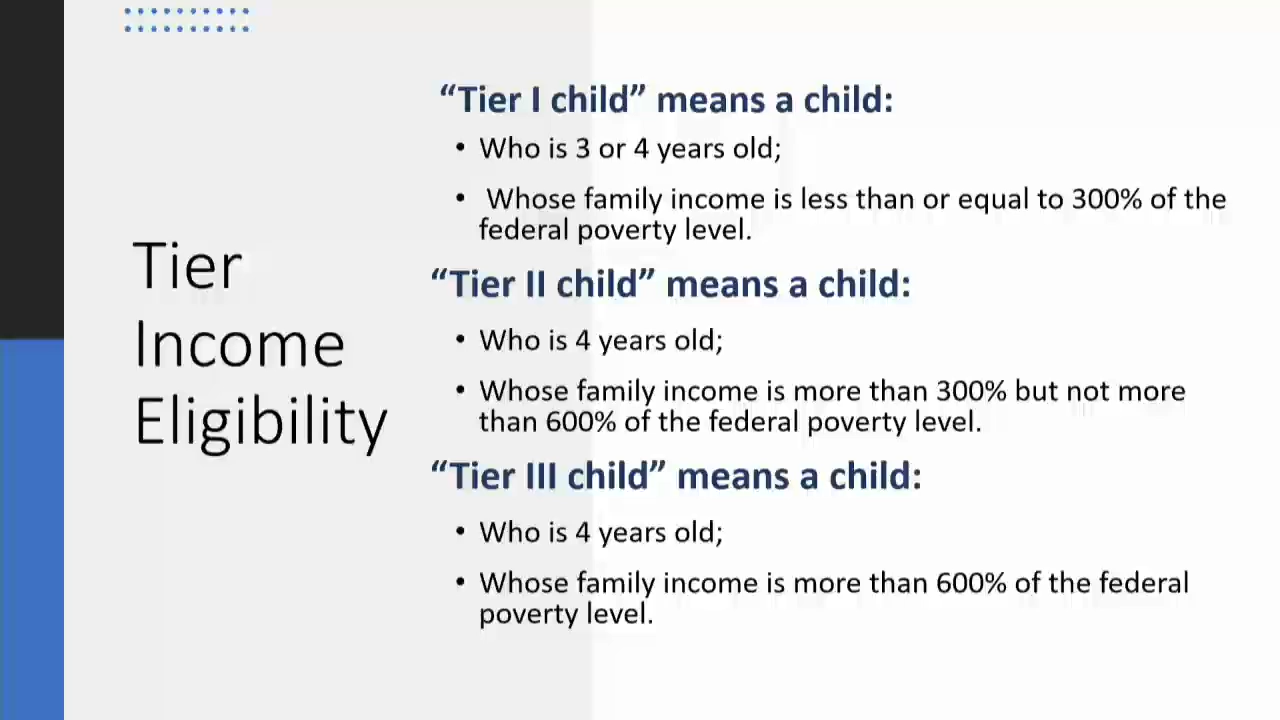 Tier
Income
Eligibility
“Tier I child” means a child:
• Who is 3 or 4 years old;
• Whose family income is less than or equal to 300% of the
federal poverty level.
“Tier II child” means a child:
• Who is 4 years old;
• Whose family income is more than 300% but not more
than 600% of the federal poverty level.
“Tier III child” means a child:
• Who is 4 years old;
• Whose family income is more than 600% of the federal
poverty level.